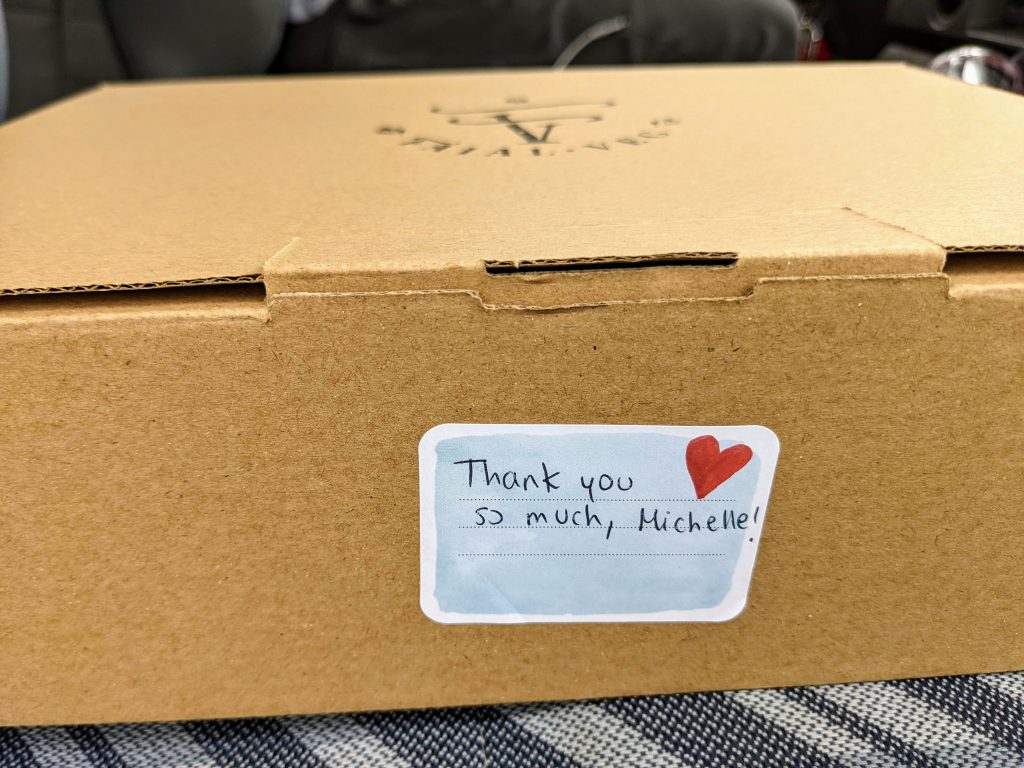 Thank you
so much, Michelle!